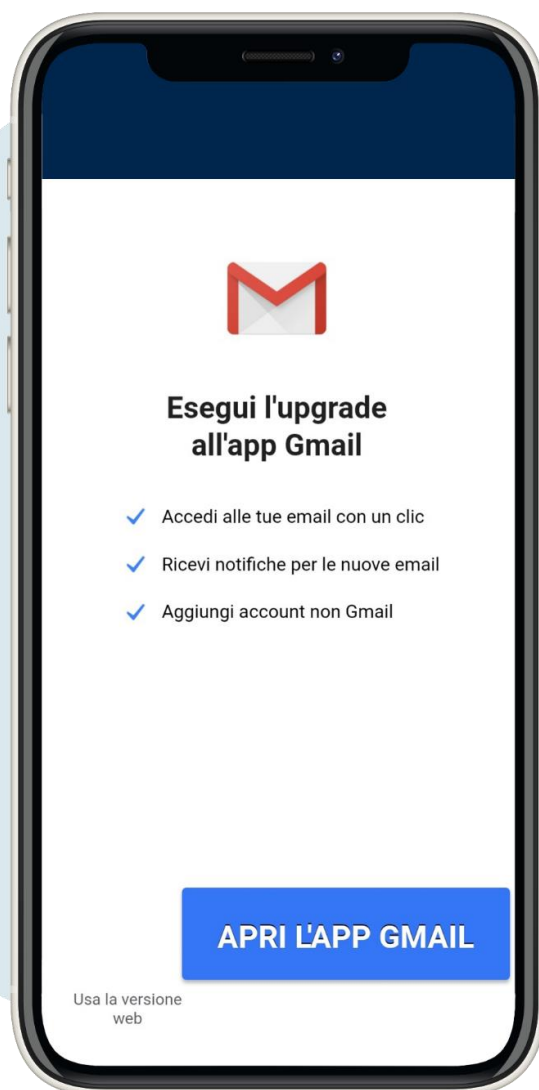 Esegui l'upgrade
all'app Gmail
Accedi alle tue email con un clic
Ricevi notifiche per le nuove email
Aggiungi account non Gmail
APRI L'APP GMAIL
Usa la versione
web